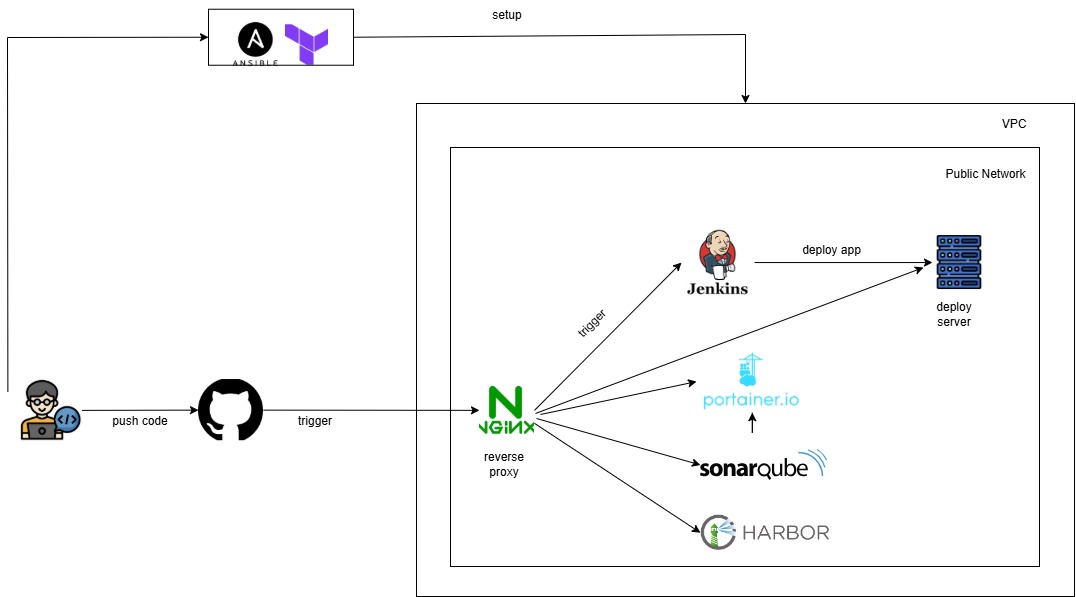 setup
ANSIBLE
VPC
Public Network
Jenkins
deploy app
deploy
server
trigger
portainer.io
push code
trigger
NGiNX
reverse
proxy
sonarqube
HARBOR